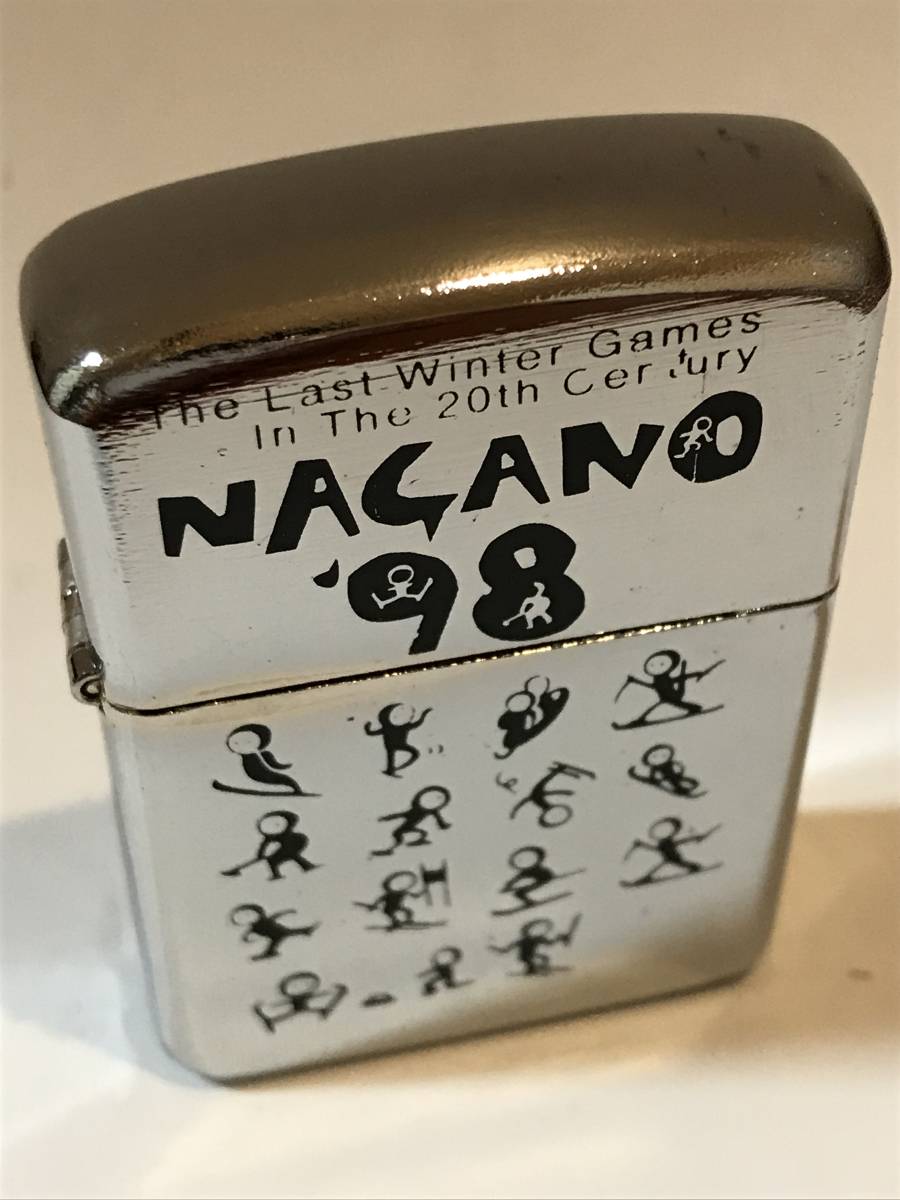 The Last Winter Games
In The 20th Century
NAGANO
'98